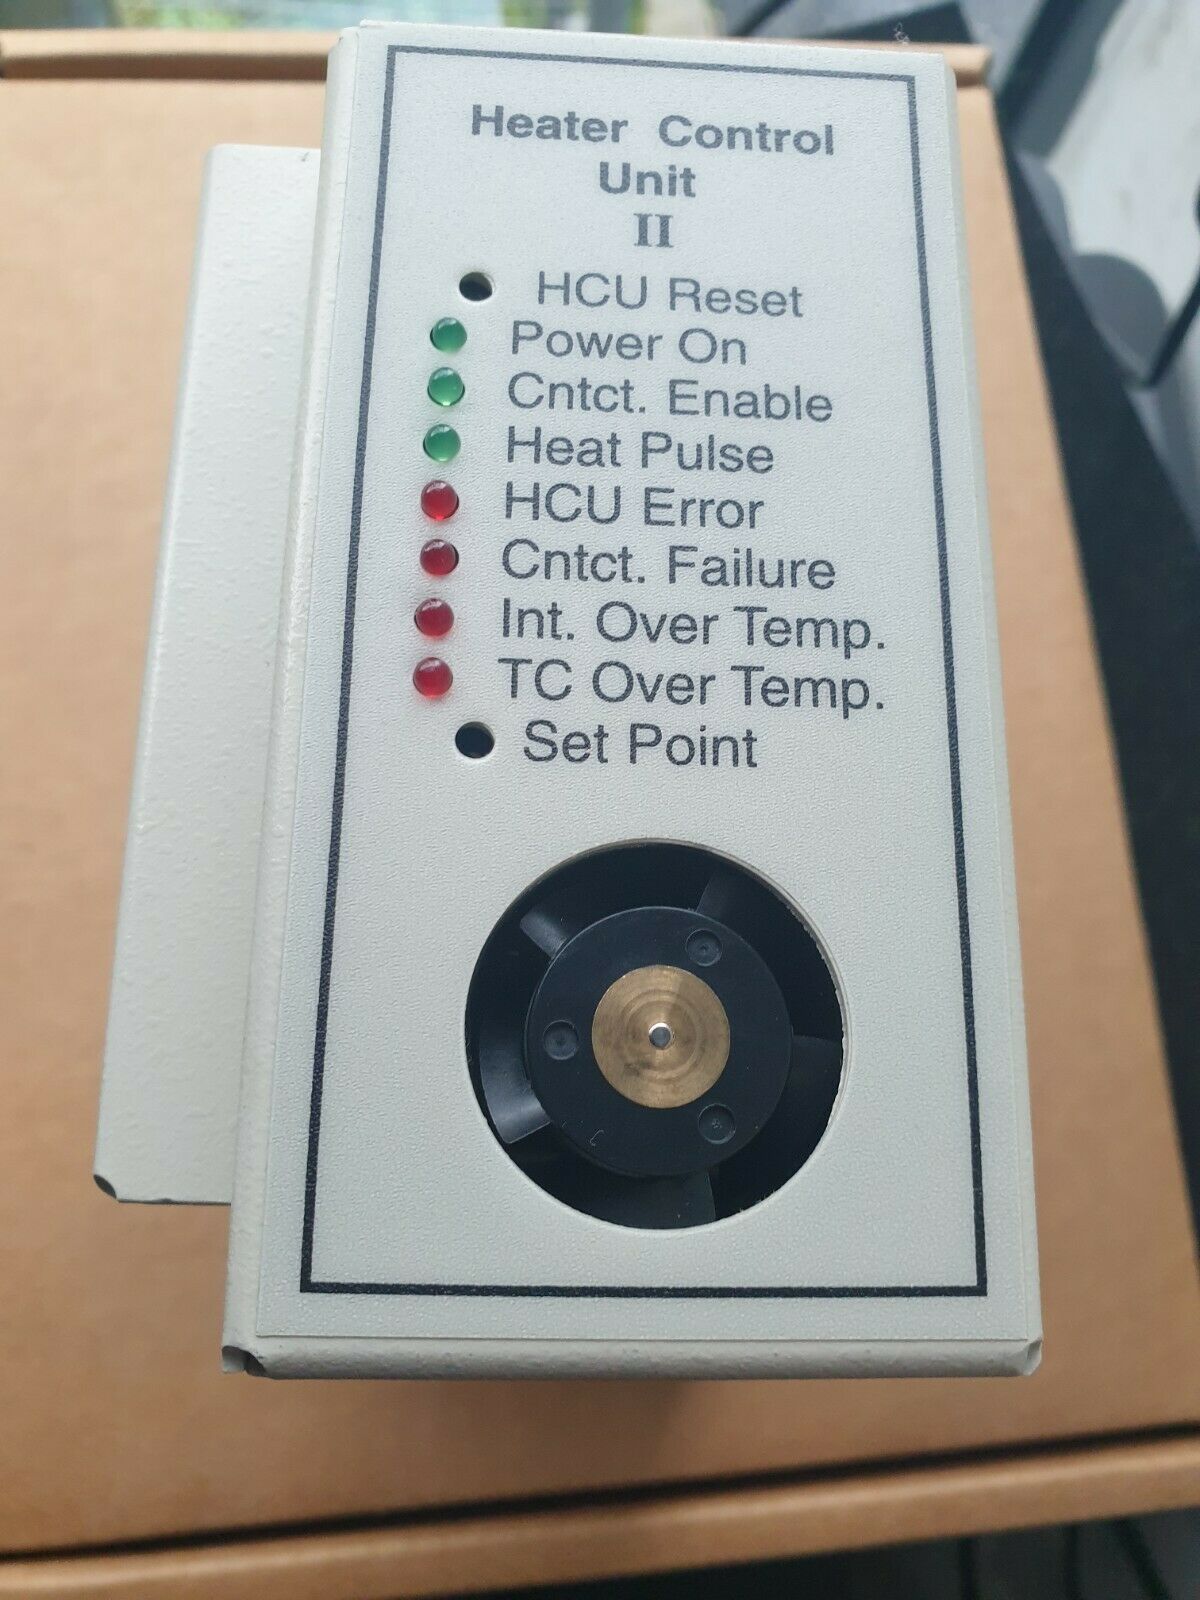 Heater Control
Unit
II
HCU Reset
Power On
Cntct. Enable
Heat Pulse
HCU Error
Cntct. Failure
Int. Over Temp.
TC Over Temp.
Set Point